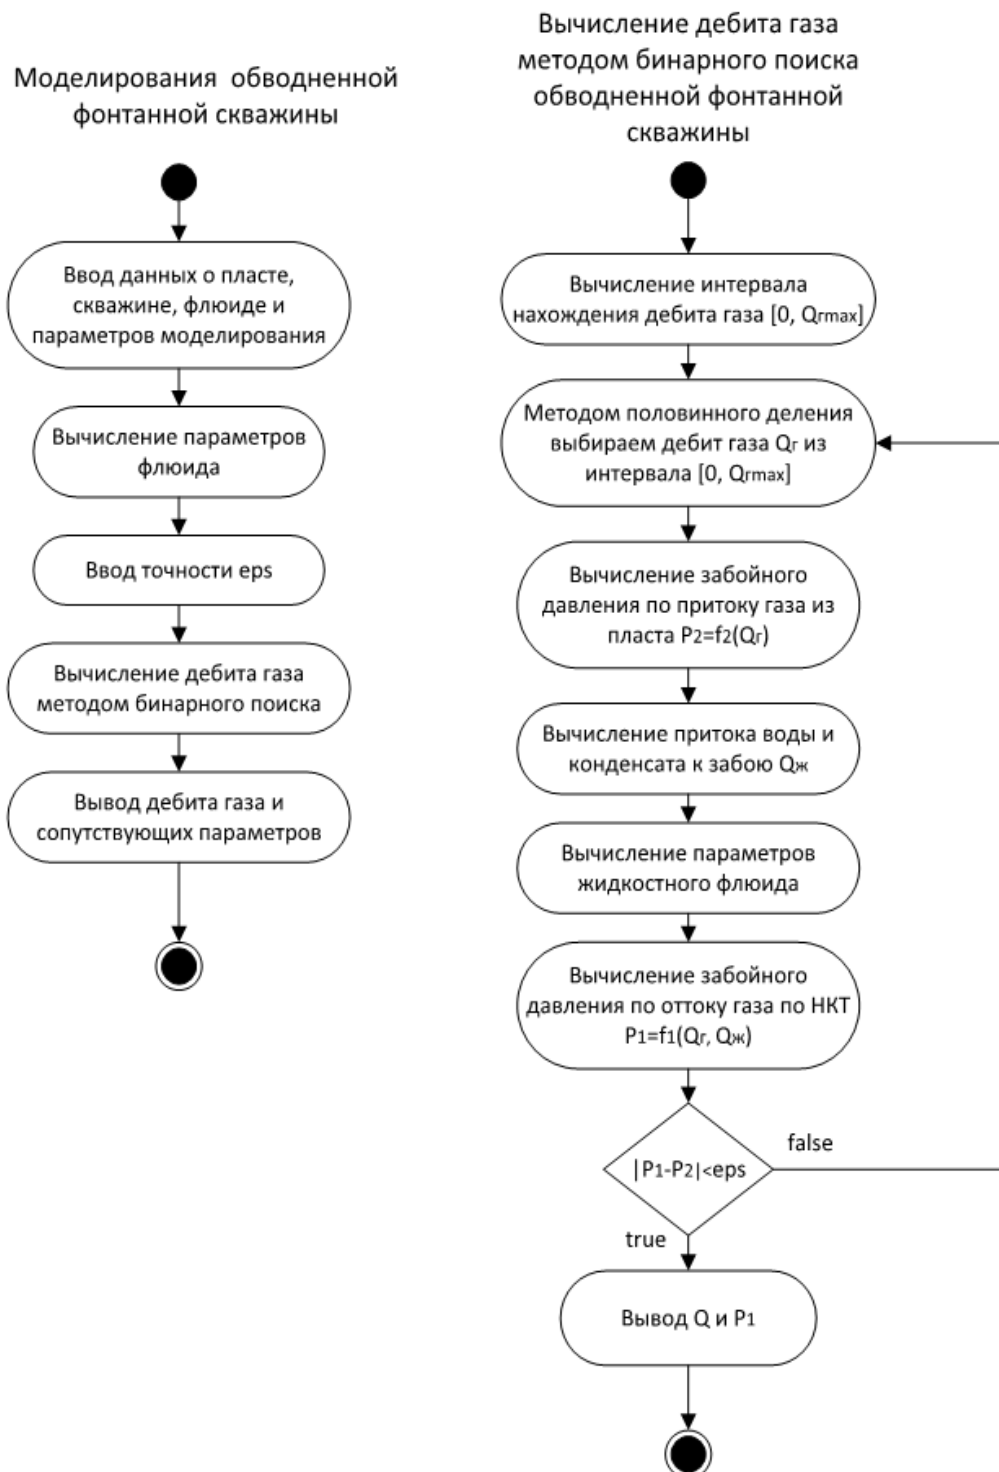 Моделирования обводненной
фонтанной скважины
Ввод данных о пласте,
скважине, флюиде и
параметров моделирования
Вычисление параметров
флюида
Ввод точности eps
Вычисление дебита газа
методом бинарного поиска
Вывод дебита газа и
сопутствующих параметров
Вычисление дебита газа
методом бинарного поиска
обводненной фонтанной
скважины
Вычисление интервала
нахождения дебита газа [0, Qгmax]
Методом половинного деления
выбираем дебит газа Qг из
интервала [0, Qгmax]
Вычисление забойного
давления по притоку газа из
пласта P2=f2(Qг)
Вычисление притока воды и
конденсата к забою Qж
Вычисление параметров
жидкостного флюида
Вычисление забойного
давления по оттоку газа по НКТ
P1=f1(Qг, Qж)
|P1-P2|<eps
false
true
Вывод Q и P1